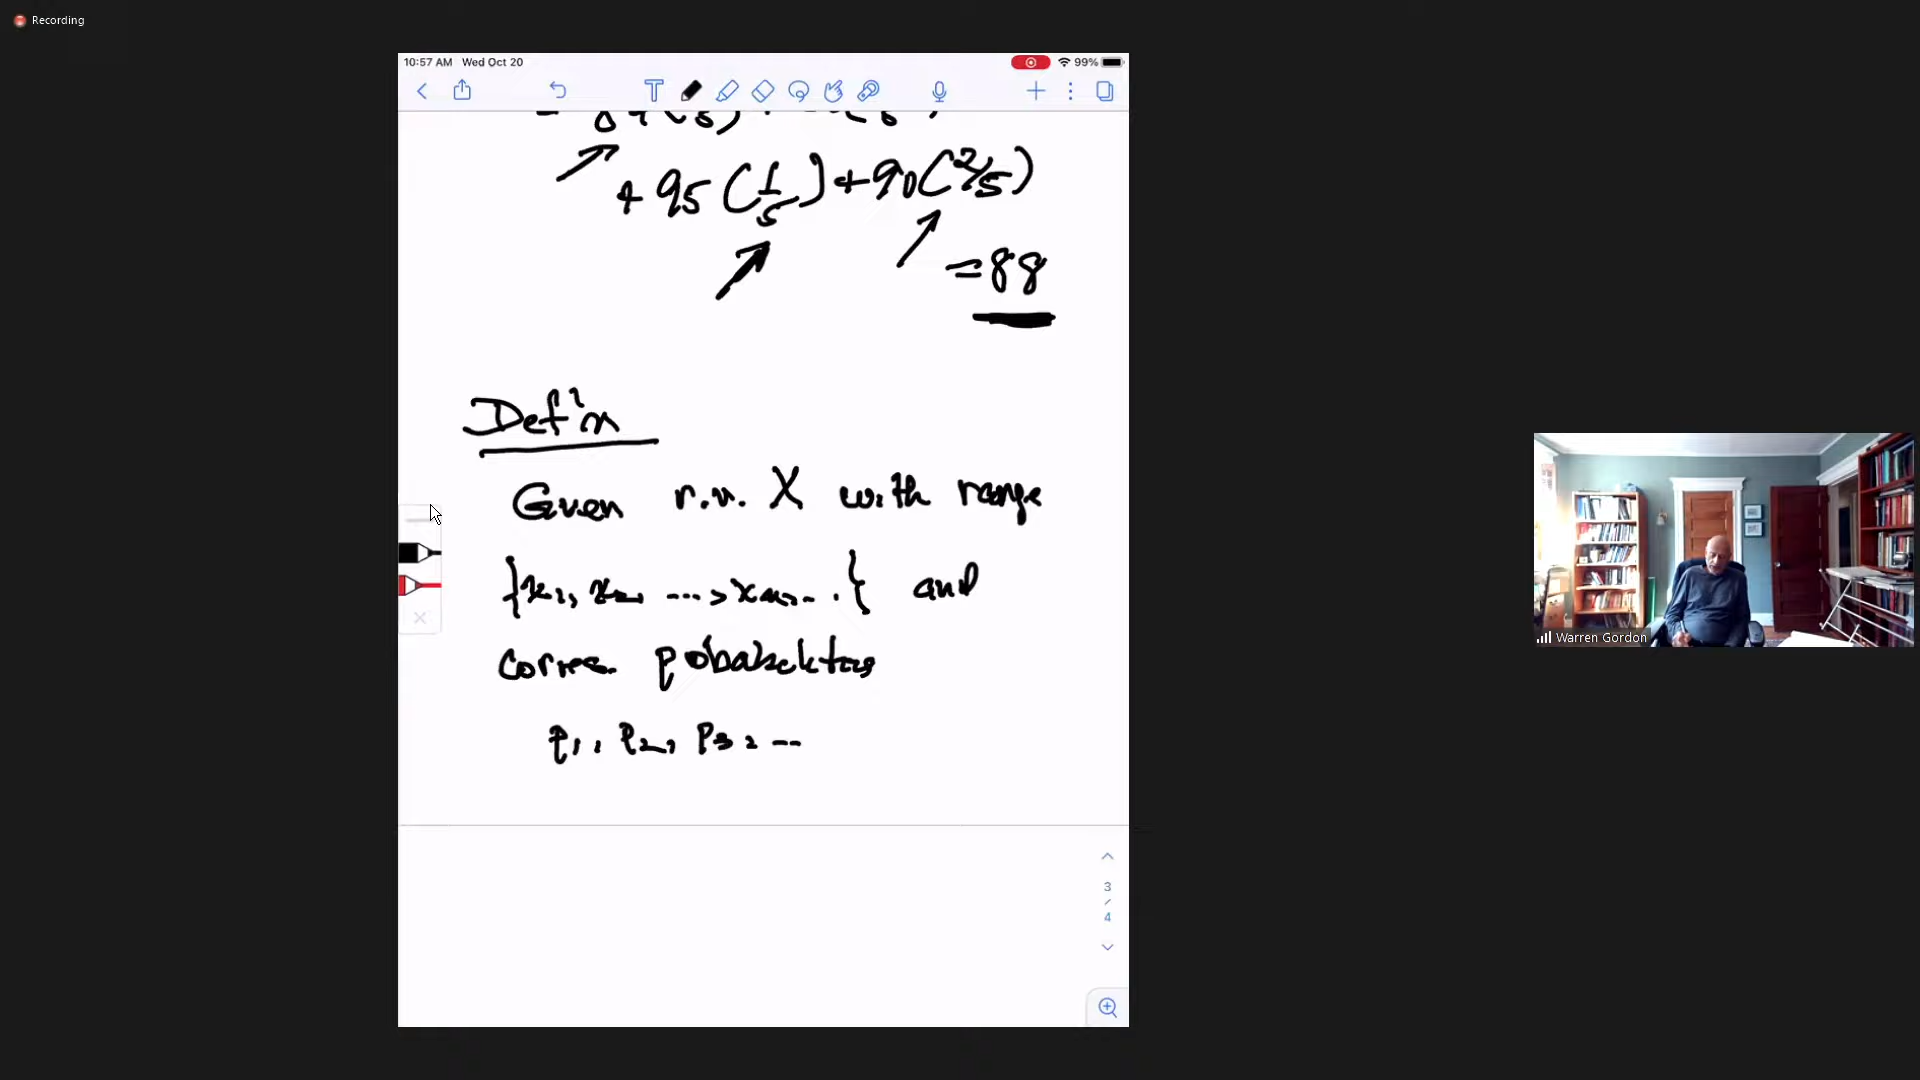 Recording
10:57 AM Wed Oct 20
99%
+ 95 (1/5) + 90 (2/5)
= 88
Def'n
Given r.v. X with range
{x1, x2, ..., xn, ...} and
corres. pobabilities
p1, p2, p3, ...
3
/
4
Warren Gordon